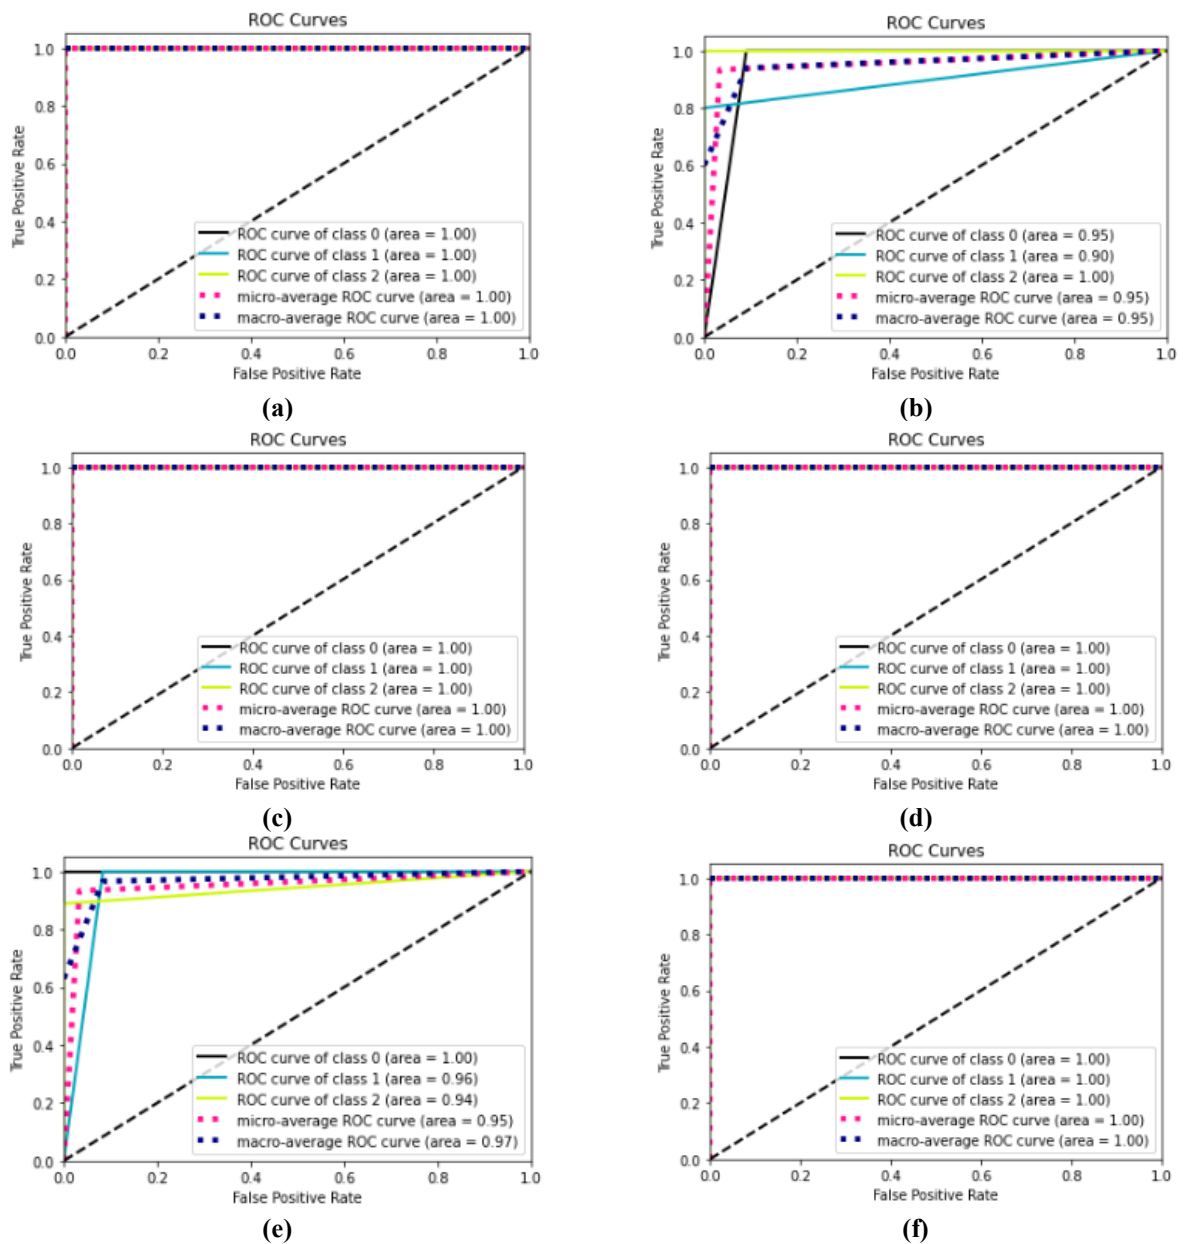 ROC Curves
True Positive Rate
1.0
0.8
0.6
0.4
0.2
0.0
ROC curve of class 0 (area = 1.00)
ROC curve of class 1 (area = 1.00)
ROC curve of class 2 (area = 1.00)
micro-average ROC curve (area = 1.00)
macro-average ROC curve (area = 1.00)
0.0 0.2 0.4 0.6 0.8 1.0
False Positive Rate
(a)
ROC Curves
True Positive Rate
1.0
0.8
0.6
0.4
0.2
0.0
ROC curve of class 0 (area = 0.95)
ROC curve of class 1 (area = 0.90)
ROC curve of class 2 (area = 1.00)
micro-average ROC curve (area = 0.95)
macro-average ROC curve (area = 0.95)
0.0 0.2 0.4 0.6 0.8 1.0
False Positive Rate
(b)
ROC Curves
True Positive Rate
1.0
0.8
0.6
0.4
0.2
0.0
ROC curve of class 0 (area = 1.00)
ROC curve of class 1 (area = 1.00)
ROC curve of class 2 (area = 1.00)
micro-average ROC curve (area = 1.00)
macro-average ROC curve (area = 1.00)
0.0 0.2 0.4 0.6 0.8 1.0
False Positive Rate
(c)
ROC Curves
True Positive Rate
1.0
0.8
0.6
0.4
0.2
0.0
ROC curve of class 0 (area = 1.00)
ROC curve of class 1 (area = 1.00)
ROC curve of class 2 (area = 1.00)
micro-average ROC curve (area = 1.00)
macro-average ROC curve (area = 1.00)
0.0 0.2 0.4 0.6 0.8 1.0
False Positive Rate
(d)
ROC Curves
True Positive Rate
1.0
0.8
0.6
0.4
0.2
0.0
ROC curve of class 0 (area = 1.00)
ROC curve of class 1 (area = 0.96)
ROC curve of class 2 (area = 0.94)
micro-average ROC curve (area = 0.95)
macro-average ROC curve (area = 0.97)
0.0 0.2 0.4 0.6 0.8 1.0
False Positive Rate
(e)
ROC Curves
True Positive Rate
1.0
0.8
0.6
0.4
0.2
0.0
ROC curve of class 0 (area = 1.00)
ROC curve of class 1 (area = 1.00)
ROC curve of class 2 (area = 1.00)
micro-average ROC curve (area = 1.00)
macro-average ROC curve (area = 1.00)
0.0 0.2 0.4 0.6 0.8 1.0
False Positive Rate
(f)